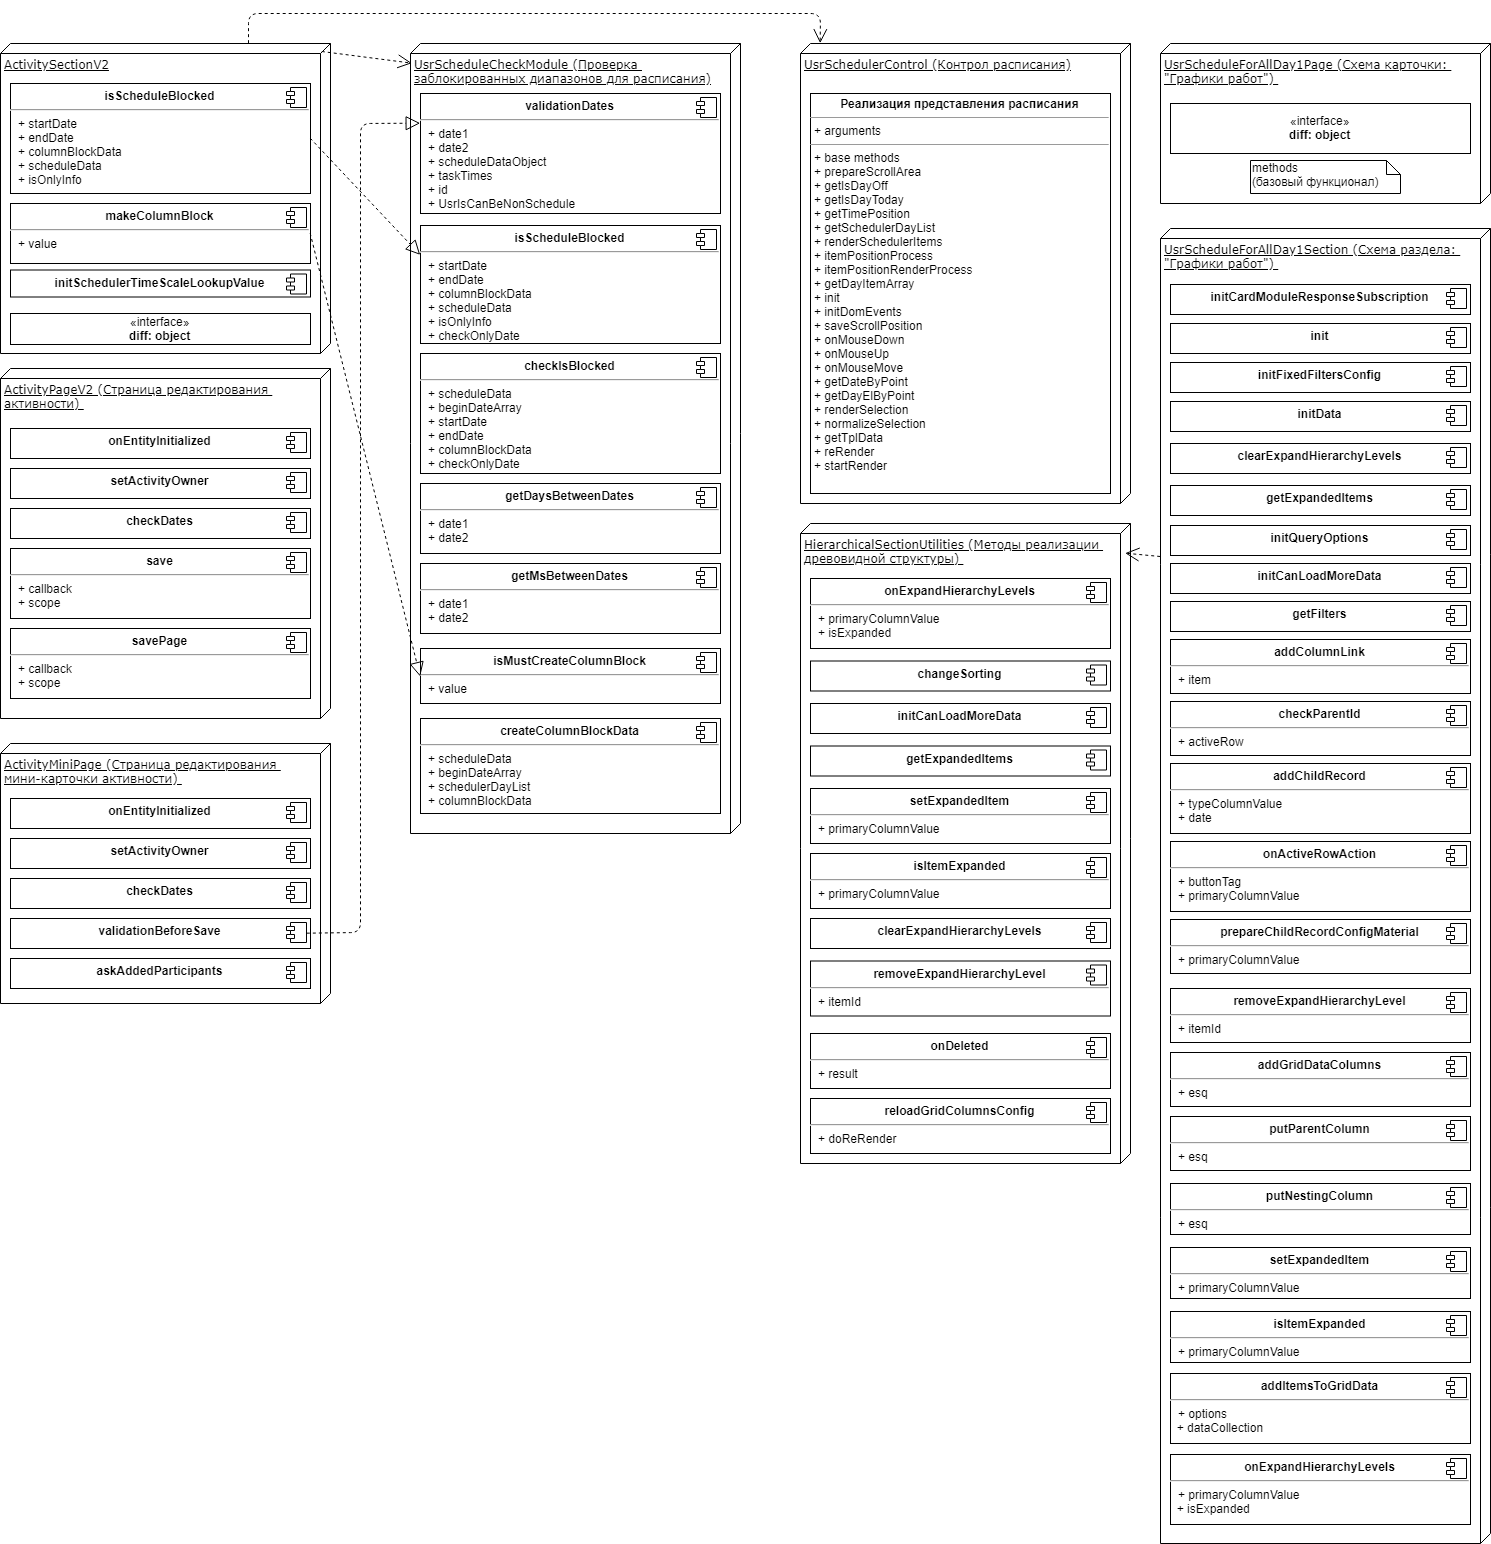 ActivitySectionV2
isScheduleBlocked
+ startDate
+ endDate
+ columnBlockData
+ scheduleData
+ isOnlyInfo
makeColumnBlock
+ value
initSchedulerTimeScaleLookupValue
«interface»
diff: object
ActivityPageV2 (Страница редактирования
активности)
onEntityInitialized
setActivityOwner
checkDates
save
+ callback
+ scope
savePage
+ callback
+ scope
ActivityMiniPage (Страница редактирования
мини-карточки активности)
onEntityInitialized
setActivityOwner
checkDates
validationBeforeSave
askAddedParticipants
UsrScheduleCheckModule (Проверка
заблокированных диапазонов для расписания)
validationDates
+ date1
+ date2
+ scheduleDataObject
+ taskTimes
+ id
+ UsrIsCanBeNonSchedule
isScheduleBlocked
+ startDate
+ endDate
+ columnBlockData
+ scheduleData
+ isOnlyInfo
+ checkOnlyDate
checkIsBlocked
+ scheduleData
+ beginDateArray
+ startDate
+ endDate
+ columnBlockData
+ checkOnlyDate
getDaysBetweenDates
+ date1
+ date2
getMsBetweenDates
+ date1
+ date2
isMustCreateColumnBlock
+ value
createColumnBlockData
+ scheduleData
+ beginDateArray
+ schedulerDayList
+ columnBlockData
UsrSchedulerControl (Контрол расписания)
Реализация представления расписания
+ arguments
+ base methods
+ prepareScrollArea
+ getIsDayOff
+ getIsDayToday
+ getTimePosition
+ getSchedulerDayList
+ renderSchedulerItems
+ itemPositionProcess
+ itemPositionRenderProcess
+ getDayItemArray
+ init
+ initDomEvents
+ saveScrollPosition
+ onMouseDown
+ onMouseUp
+ onMouseMove
+ getDateByPoint
+ getDayElByPoint
+ renderSelection
+ normalizeSelection
+ getTplData
+ reRender
+ startRender
HierarchicalSectionUtilities (Методы реализации
древовидной структуры)
onExpandHierarchyLevels
+ primaryColumnValue
+ isExpanded
changeSorting
initCanLoadMoreData
getExpandedItems
setExpandedItem
+ primaryColumnValue
isItemExpanded
+ primaryColumnValue
clearExpandHierarchyLevels
removeExpandHierarchyLevel
+ itemId
onDeleted
+ result
reloadGridColumnsConfig
+ doReRender
UsrScheduleForAllDay1Page (Схема карточки:
"Графики работ")
«interface»
diff: object
methods
(базовый функционал)
UsrScheduleForAllDay1Section (Схема раздела:
"Графики работ")
initCardModuleResponseSubscription
init
initFixedFiltersConfig
initData
clearExpandHierarchyLevels
getExpandedItems
initQueryOptions
initCanLoadMoreData
getFilters
addColumnLink
+ item
checkParentId
+ activeRow
addChildRecord
+ typeColumnValue
+ date
onActiveRowAction
+ buttonTag
+ primaryColumnValue
prepareChildRecordConfigMaterial
+ primaryColumnValue
removeExpandHierarchyLevel
+ itemId
addGridDataColumns
+ esq
putParentColumn
+ esq
putNestingColumn
+ esq
setExpandedItem
+ primaryColumnValue
isItemExpanded
+ primaryColumnValue
addItemsToGridData
+ options
+ dataCollection
onExpandHierarchyLevels
+ primaryColumnValue
+ isExpanded